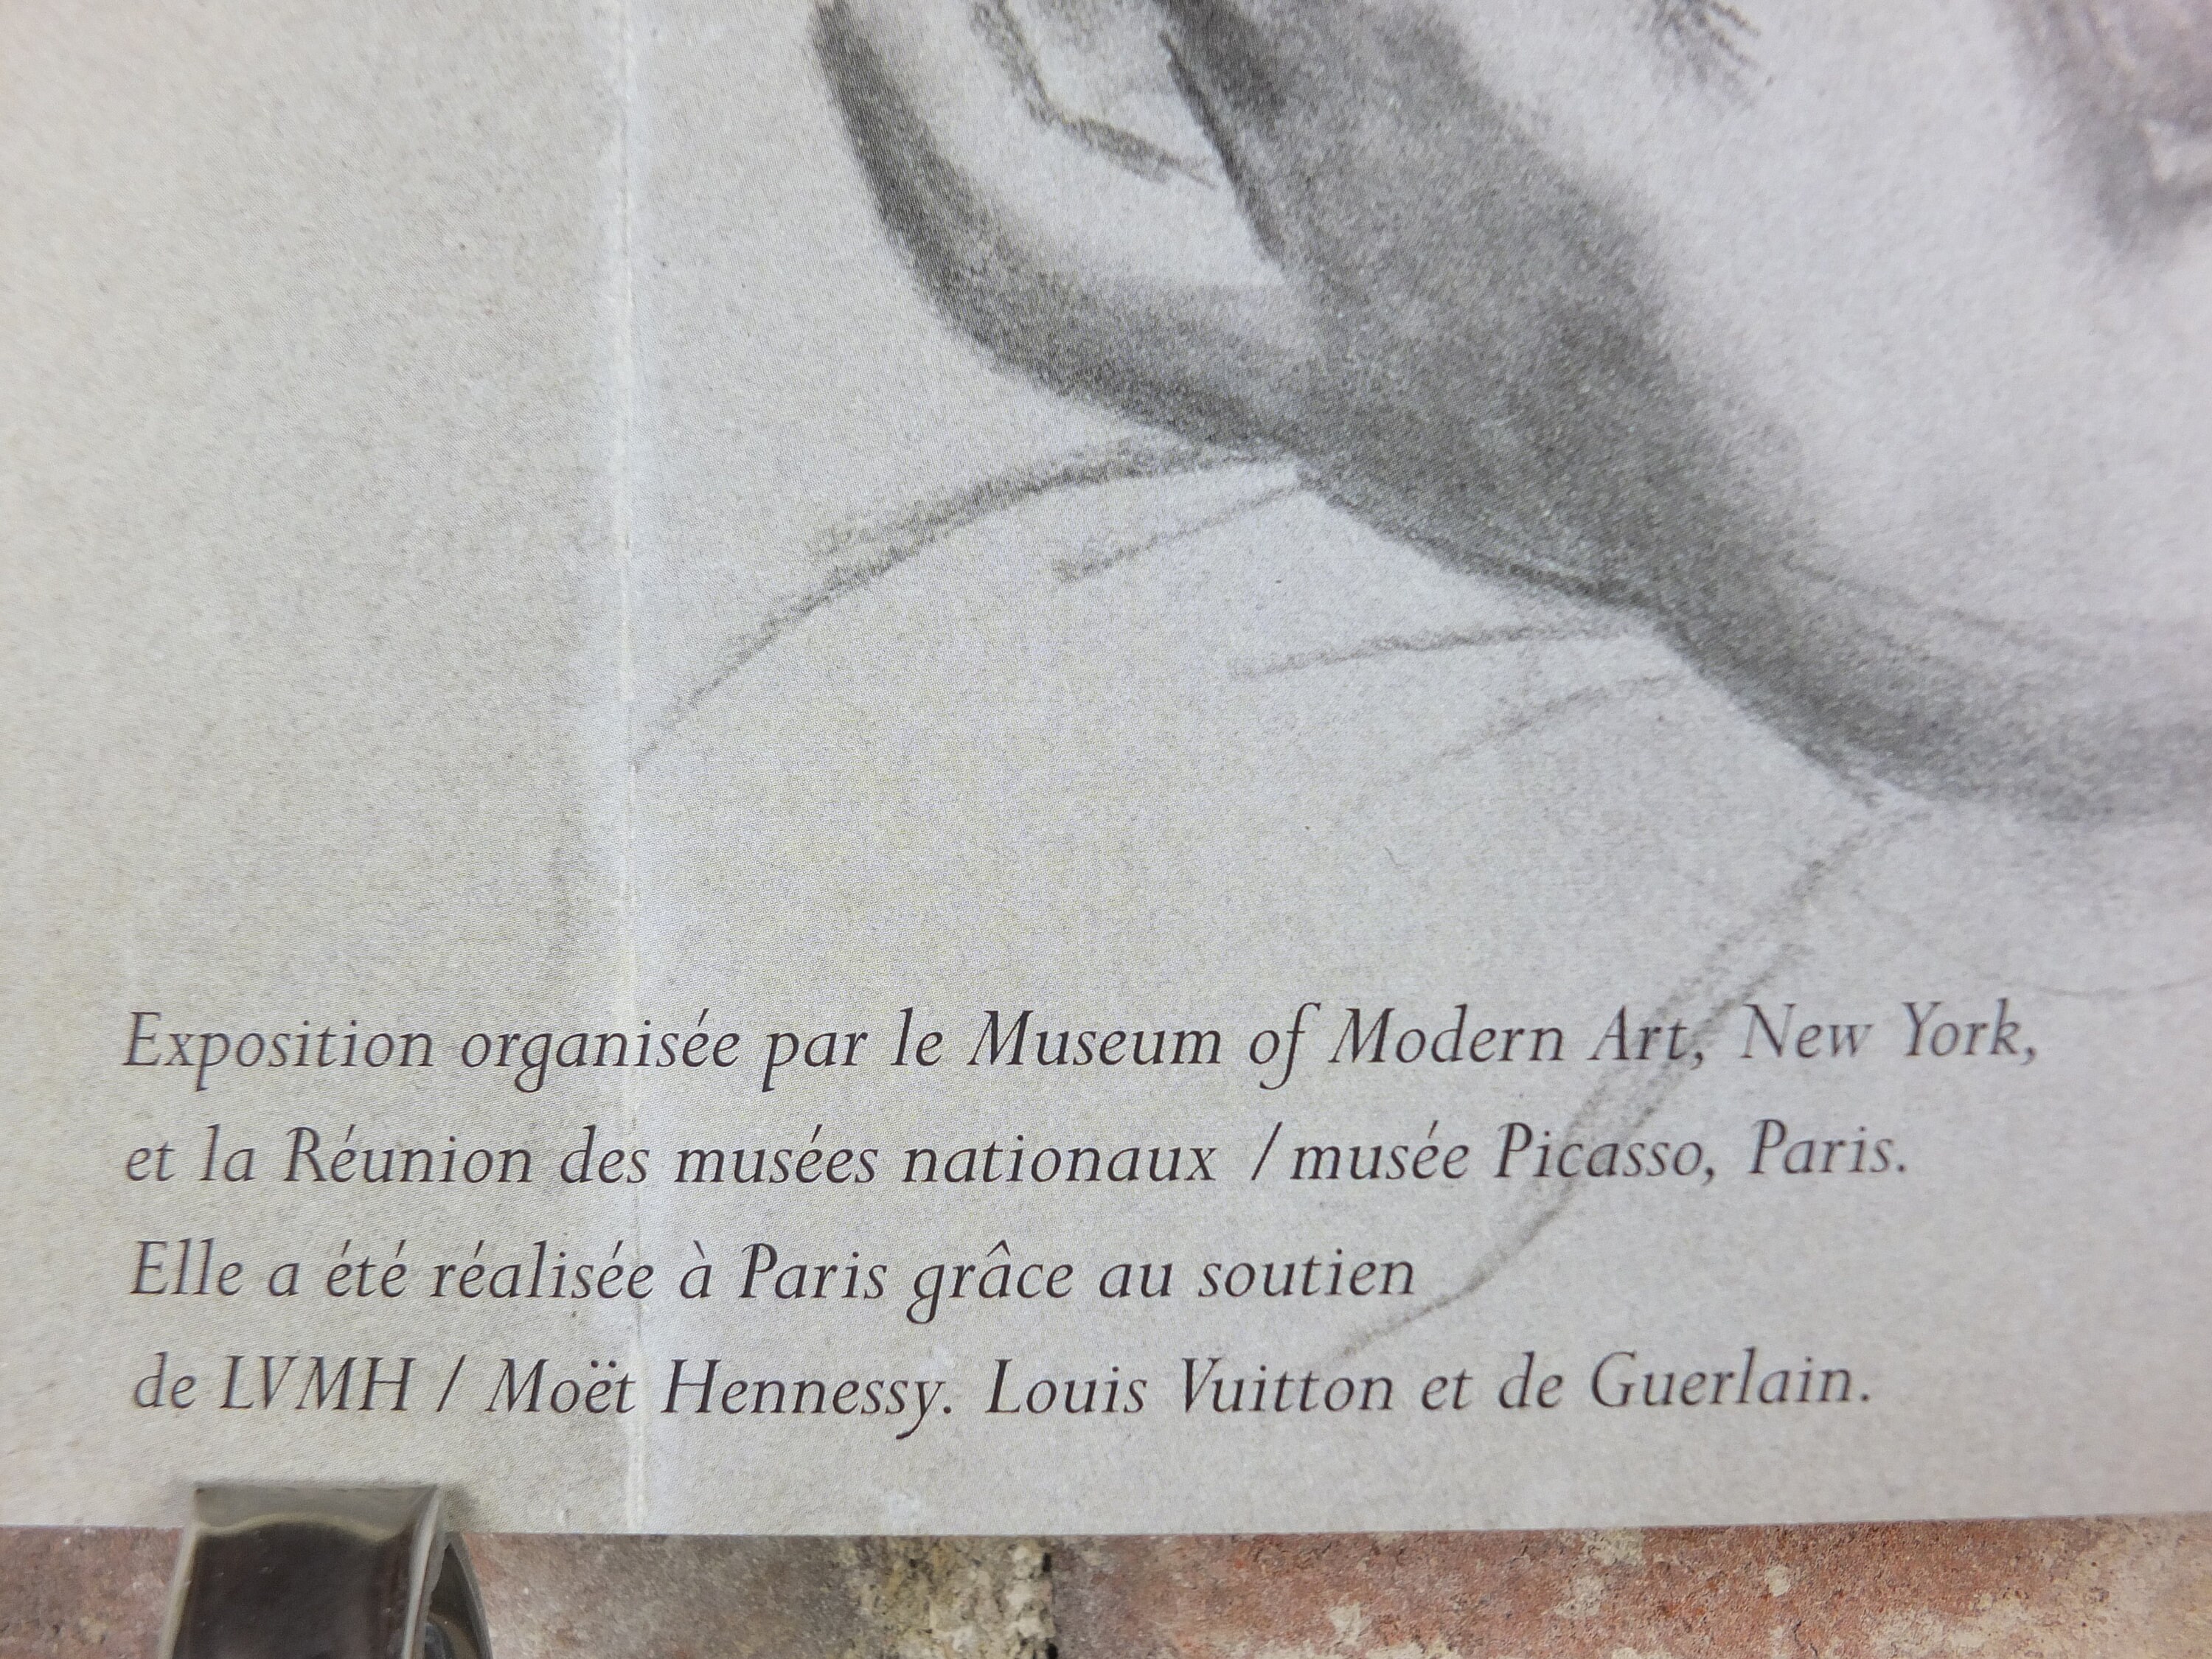 Exposition organisée par le Museum of Modern Art, New York,
et la Réunion des musées nationaux / musée Picasso, Paris.
Elle a été réalisée à Paris grâce au soutien
de LVMH / Moët Hennessy. Louis Vuitton et de Guerlain.